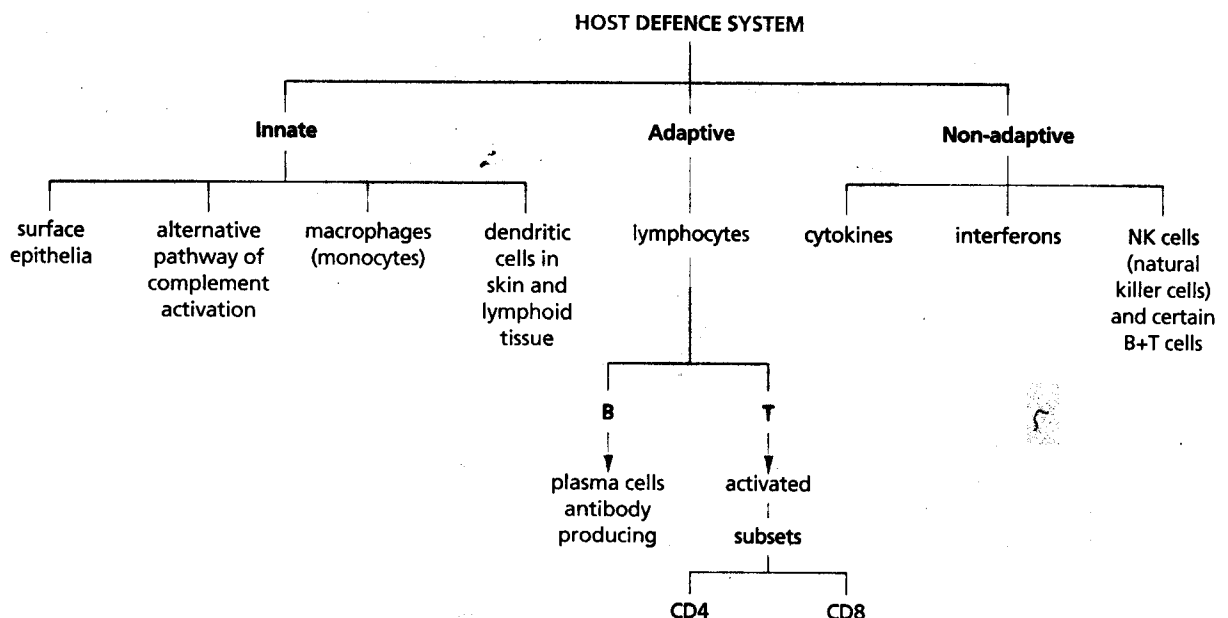 HOST DEFENCE SYSTEM
Innate
Adaptive
Non-adaptive
surface
epithelia
alternative
pathway of
complement
activation
macrophages
(monocytes)
dendritic
cells in
skin and
lymphoid
tissue
lymphocytes
cytokines
interferons
NK cells
(natural
killer cells)
and certain
B+T cells
B
T
plasma cells
antibody
producing
activated
subsets
CD4
CD8